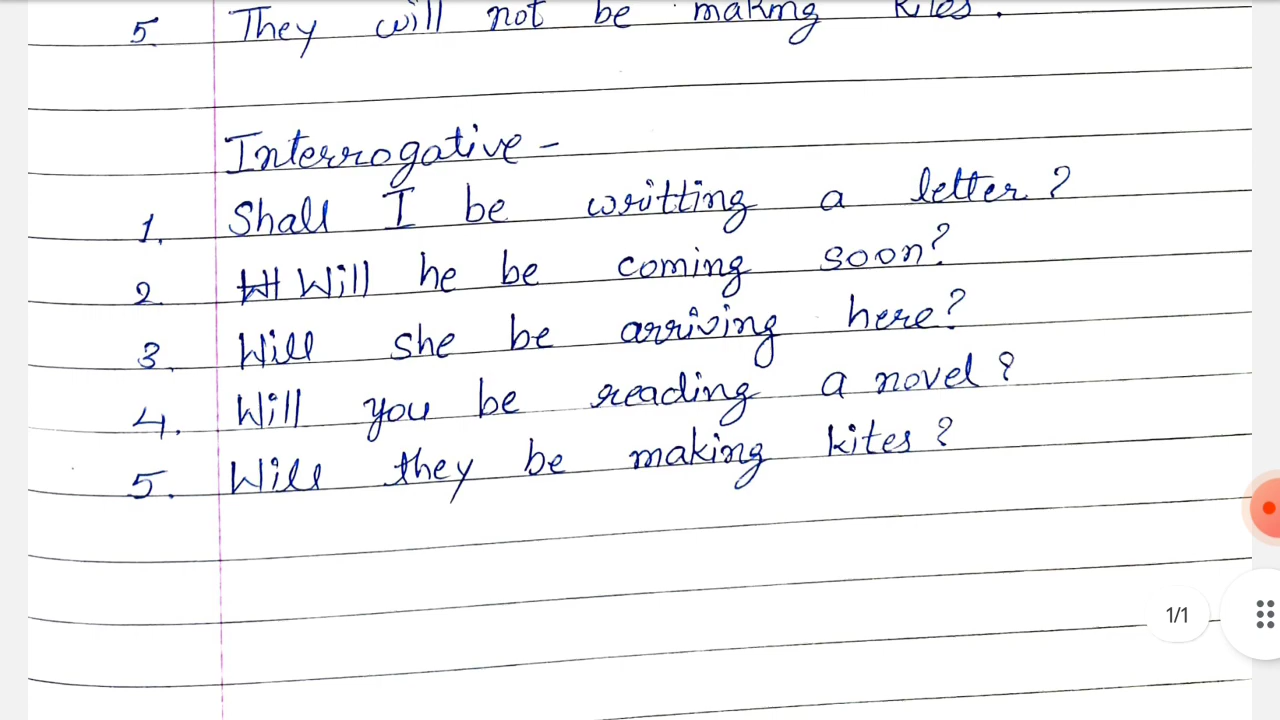 5. They will not be making kites.
Interrogative -
1. Shall I be writting a letter?
2 Will he be coming soon?
3. Will she be arriving here?
4. Will you be reading a novel?
5. Will they be making kites?
1/1